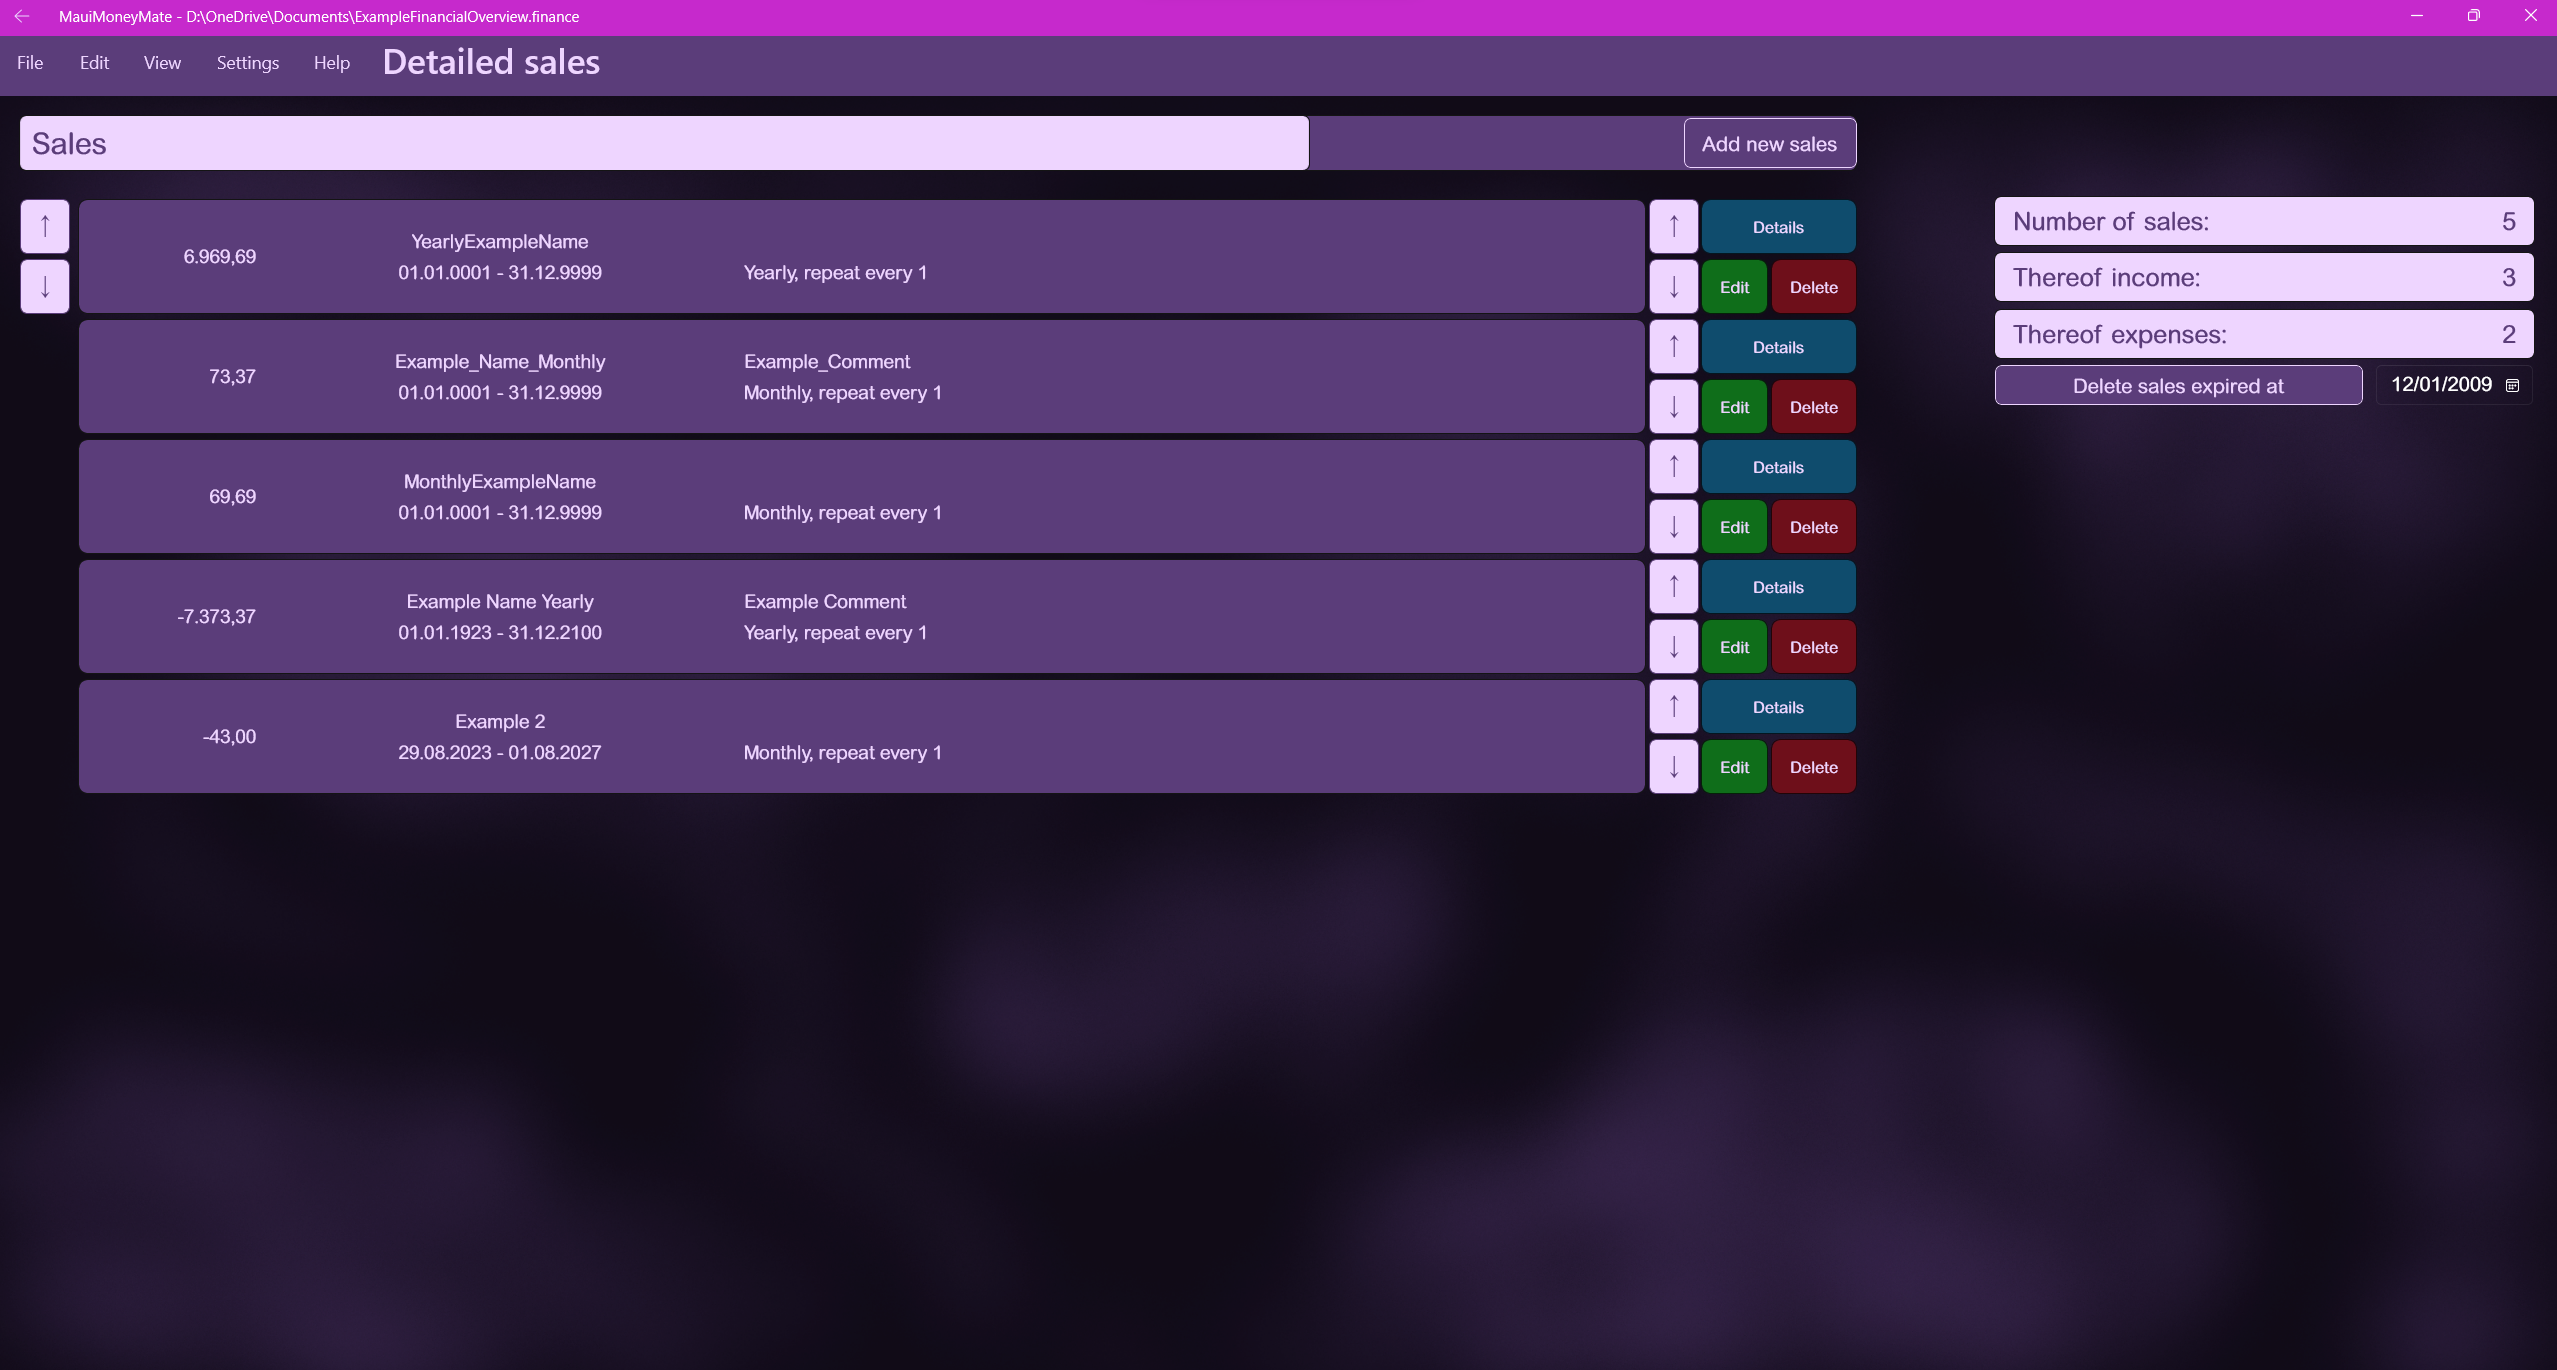 MauiMoneyMate - D:\OneDrive\Documents\ExampleFinancialOverview.finance
File Edit View Settings Help Detailed sales
Sales
Add new sales
↑
↓
6.969,69
YearlyExampleName
01.01.0001 - 31.12.9999
Yearly, repeat every 1
↑
Details
↓
Edit
Delete
73,37
Example_Name_Monthly
01.01.0001 - 31.12.9999
Example_Comment
Monthly, repeat every 1
↑
Details
↓
Edit
Delete
69,69
MonthlyExampleName
01.01.0001 - 31.12.9999
Monthly, repeat every 1
↑
Details
↓
Edit
Delete
-7.373,37
Example Name Yearly
01.01.1923 - 31.12.2100
Example Comment
Yearly, repeat every 1
↑
Details
↓
Edit
Delete
-43,00
Example 2
29.08.2023 - 01.08.2027
Monthly, repeat every 1
↑
Details
↓
Edit
Delete
Number of sales: 5
Thereof income: 3
Thereof expenses: 2
Delete sales expired at
12/01/2009